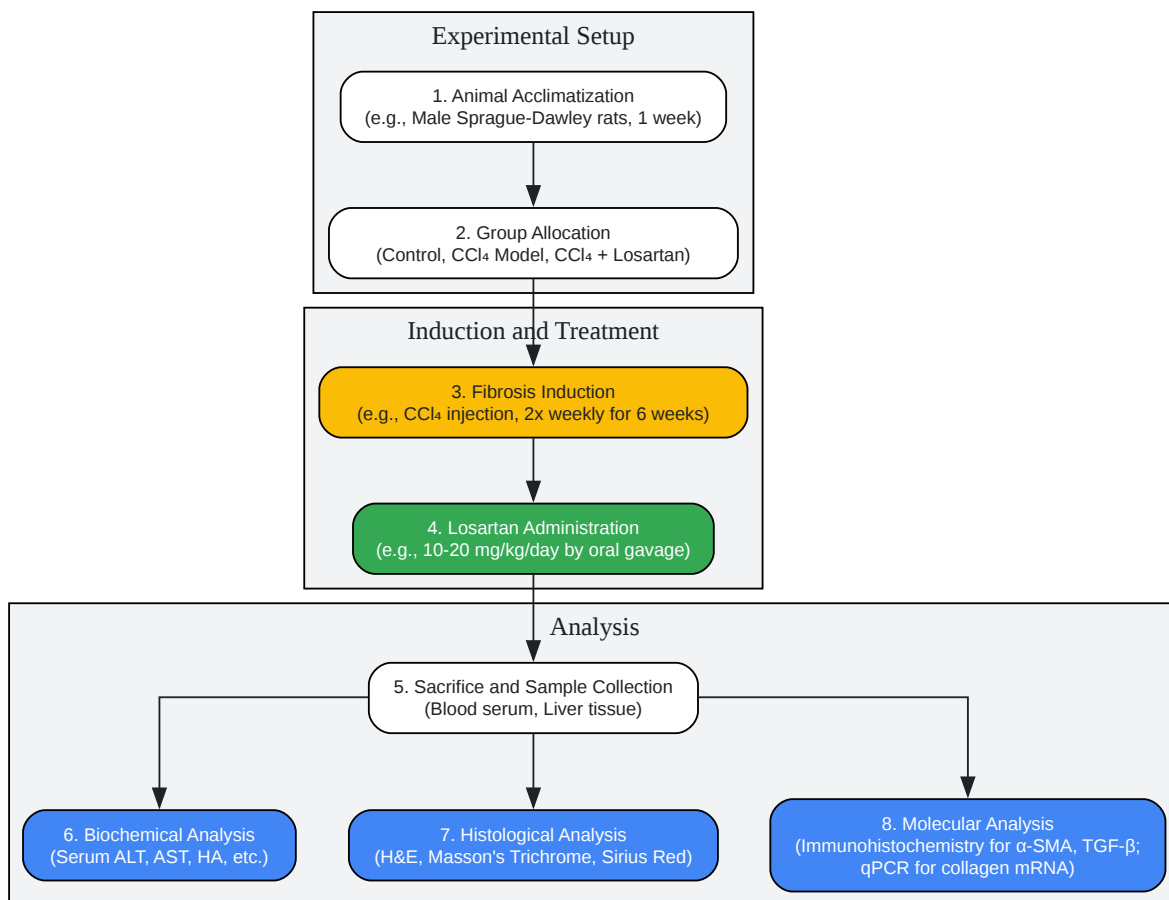 Experimental Setup
1. Animal Acclimatization
(e.g., Male Sprague-Dawley rats, 1 week)
2. Group Allocation
(Control, CCl₄ Model, CCl₄ + Losartan)
Induction and Treatment
3. Fibrosis Induction
(e.g., CCl₄ injection, 2x weekly for 6 weeks)
4. Losartan Administration
(e.g., 10-20 mg/kg/day by oral gavage)
Analysis
5. Sacrifice and Sample Collection
(Blood serum, Liver tissue)
6. Biochemical Analysis
(Serum ALT, AST, HA, etc.)
7. Histological Analysis
(H&E, Masson's Trichrome, Sirius Red)
8. Molecular Analysis
(Immunohistochemistry for α-SMA, TGF-β;
qPCR for collagen mRNA)